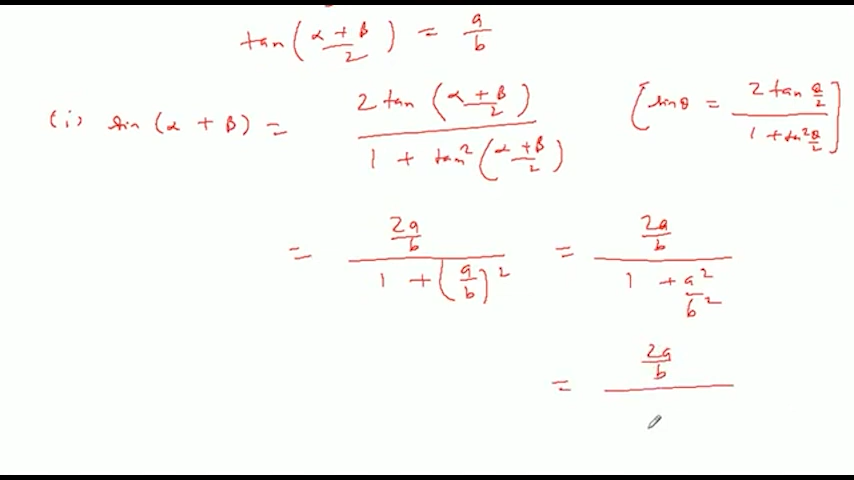 tan(α+β/2) = a/b
(i) sin(α + β) = 2 tan(α+β/2) / 1 + tan²(α+β/2) [sinθ = 2 tan θ/2 / 1 + tan² θ/2]
= 2a/b / 1 + (a/b)² = 2a/b / 1 + a²/b²
= 2a/b